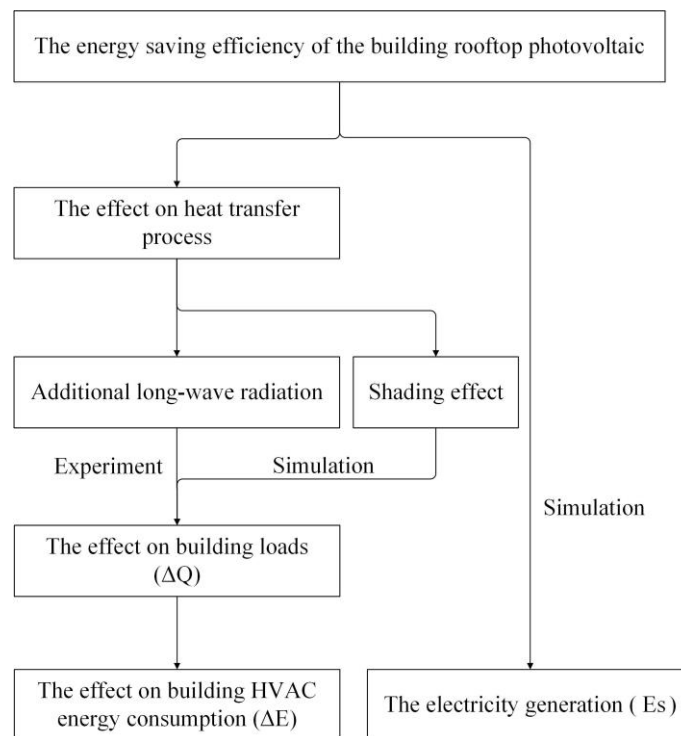 The energy saving efficiency of the building rooftop photovoltaic
The effect on heat transfer
process
Additional long-wave radiation
Shading effect
Experiment
Simulation
Simulation
The effect on building loads
(ΔQ)
The effect on building HVAC
energy consumption (ΔE)
The electricity generation ( Es )